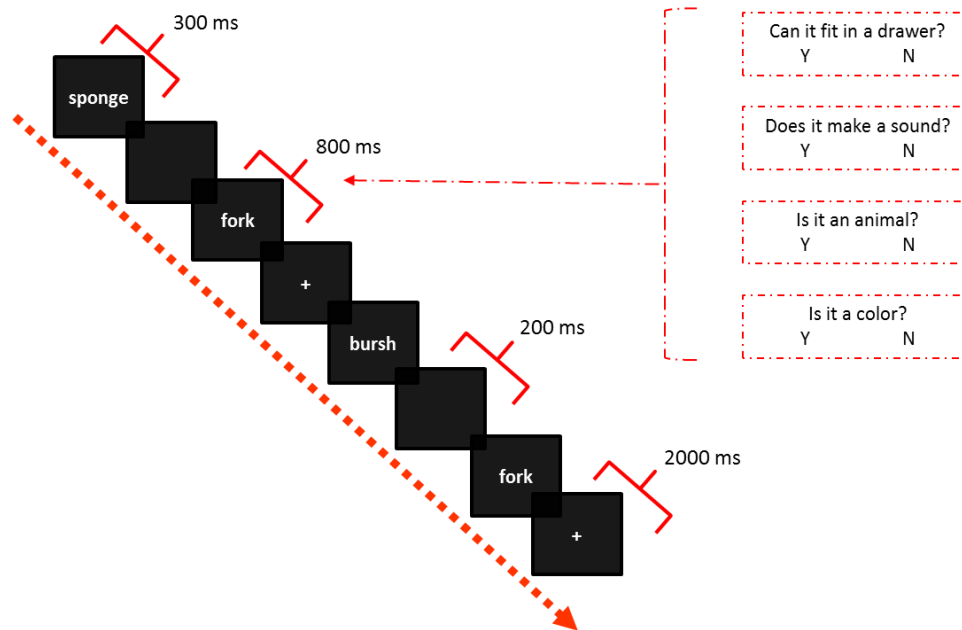 300 ms
sponge
800 ms
fork
+
bursh
200 ms
fork
2000 ms
+
Can it fit in a drawer?
Y N
Does it make a sound?
Y N
Is it an animal?
Y N
Is it a color?
Y N